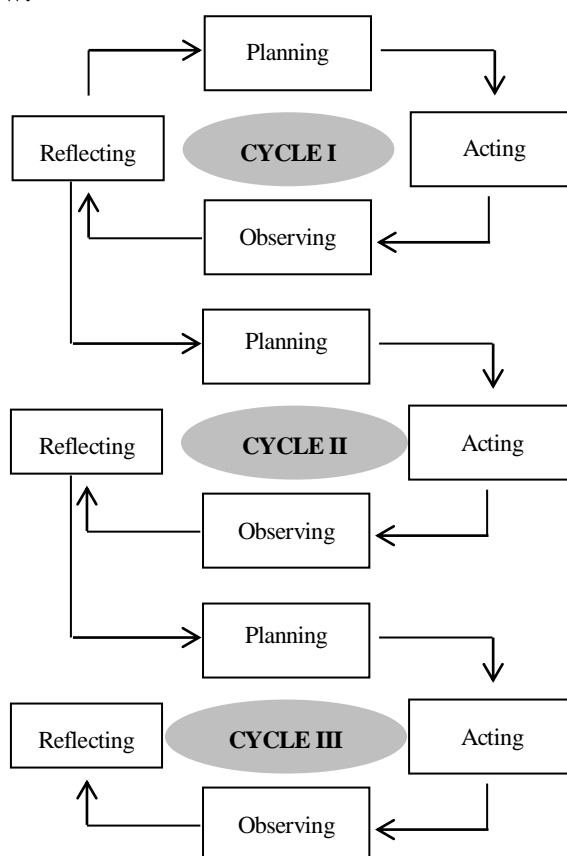 Planning
Reflecting
CYCLE I
Acting
Observing
Planning
Reflecting
CYCLE II
Acting
Observing
Planning
Reflecting
CYCLE III
Acting
Observing